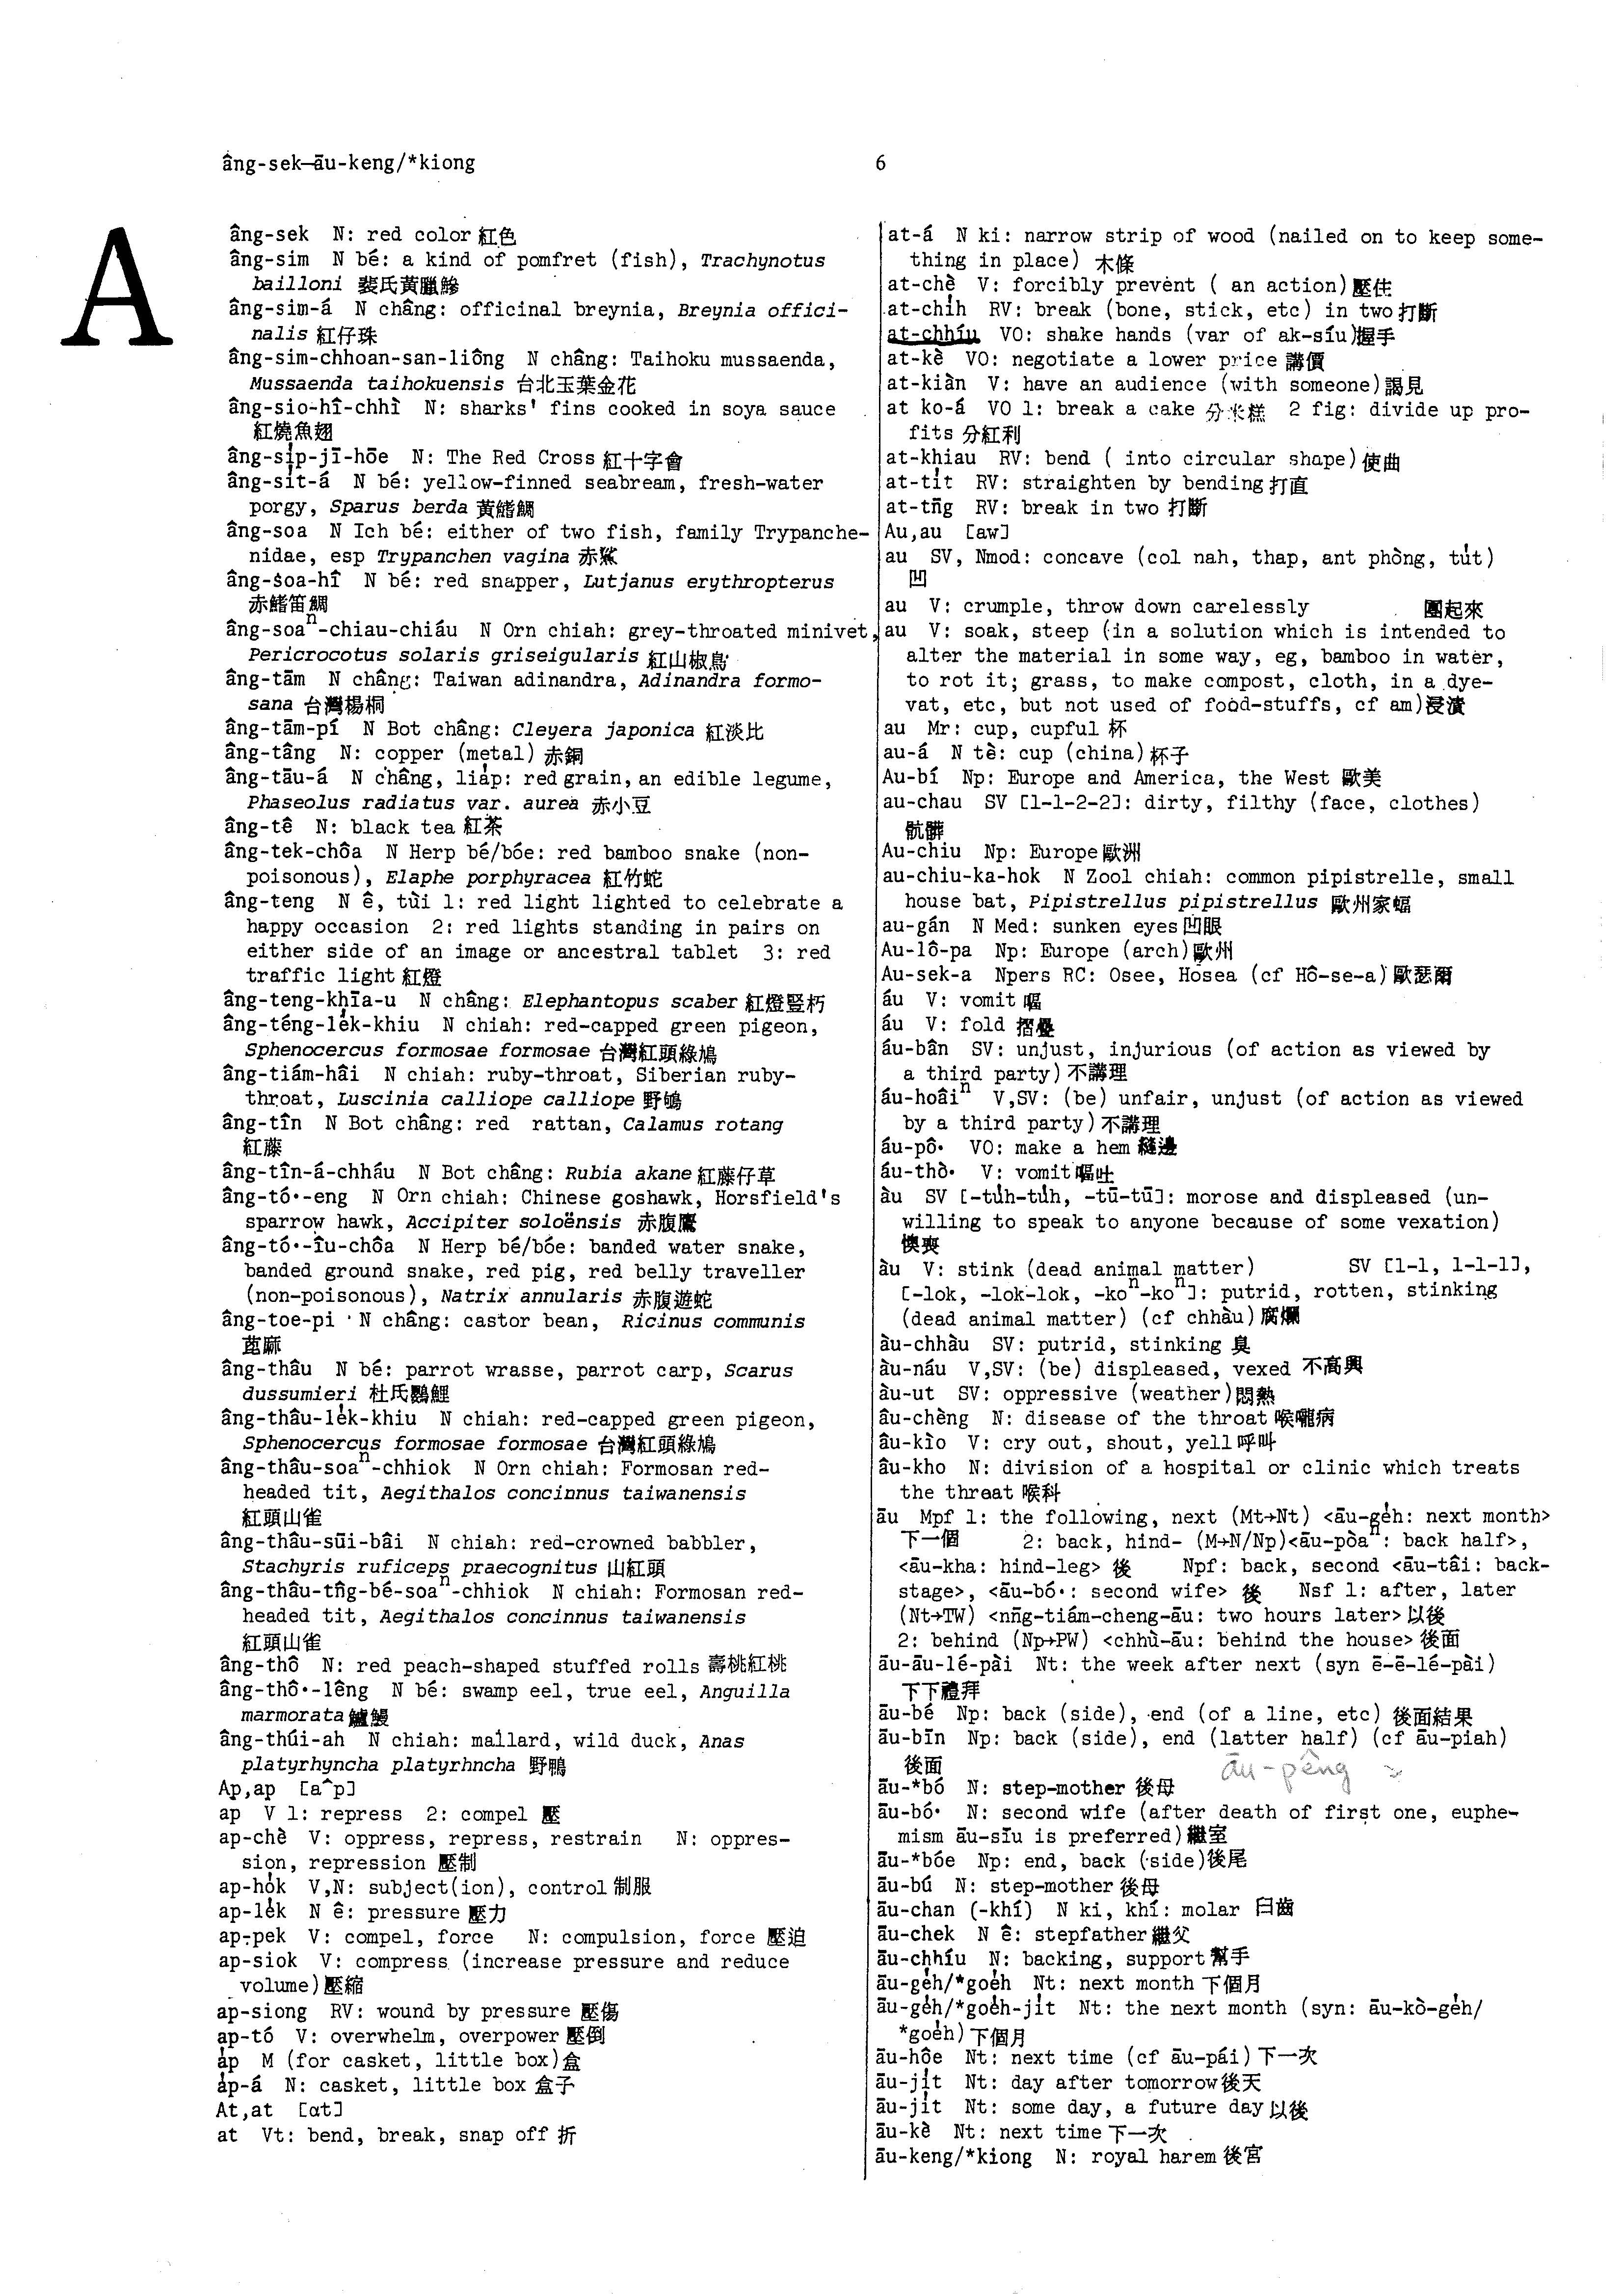 âng-sek—āu-keng/*kiong
6
A
âng-sek N: red color 紅色
âng-sim N bé: a kind of pomfret (fish), Trachynotus
bailloni 裴氏黃臘鰺
âng-sim-á N châng: officinal breynia, Breynia offici-
nalis 紅仔珠
âng-sim-chhoan-san-liông N châng: Taihoku mussaenda,
Mussaenda taihokuensis 台北玉葉金花
âng-sio-hî-chhì N: sharks' fins cooked in soya sauce
紅燒魚翅
âng-si̍p-jī-hōe N: The Red Cross 紅十字會
âng-si̍t-á N bé: yellow-finned seabream, fresh-water
porgy, Sparus berda 黃鰭鯛
âng-soa N Ich bé: either of two fish, family Trypanche-
nidae, esp Trypanchen vagina 赤鯊
âng-soa-hî N bé: red snapper, Lutjanus erythropterus
赤鰭笛鯛
âng-soaⁿ-chiau-chiáu N Orn chiah: grey-throated minivet,
Pericrocotus solaris griseigularis 紅山椒鳥
âng-tām N châng: Taiwan adinandra, Adinandra formo-
sana 台灣楊桐
âng-tām-pí N Bot châng: Cleyera japonica 紅淡比
âng-tâng N: copper (metal) 赤銅
âng-tāu-á N châng, lia̍p: red grain, an edible legume,
Phaseolus radiatus var. aurea 赤小豆
âng-tê N: black tea 紅茶
âng-tek-chôa N Herp bé/bóe: red bamboo snake (non-
poisonous), Elaphe porphyracea 紅竹蛇
âng-teng N ê, tùi 1: red light lighted to celebrate a
happy occasion 2: red lights standing in pairs on
either side of an image or ancestral tablet 3: red
traffic light 紅燈
âng-teng-khīa-u N châng: Elephantopus scaber 紅燈豎朽
âng-téng-le̍k-khiu N chiah: red-capped green pigeon,
Sphenocercus formosae formosae 台灣紅頭綠鳩
âng-tiám-hâi N chiah: ruby-throat, Siberian ruby-
throat, Luscinia calliope calliope 野鴝
âng-tîn N Bot châng: red rattan, Calamus rotang
紅藤
âng-tîn-á-chháu N Bot châng: Rubia akane 紅藤仔草
âng-tó·-eng N Orn chiah: Chinese goshawk, Horsfield's
sparrow hawk, Accipiter soloënsis 赤腹鷹
âng-tó·-îu-chôa N Herp bé/bóe: banded water snake,
banded ground snake, red pig, red belly traveller
(non-poisonous), Natrix annularis 赤腹遊蛇
âng-toe-pi N châng: castor bean, Ricinus communis
蓖麻
âng-thâu N bé: parrot wrasse, parrot carp, Scarus
dussumieri 杜氏鸚鯉
âng-thâu-le̍k-khiu N chiah: red-capped green pigeon,
Sphenocercus formosae formosae 台灣紅頭綠鳩
âng-thâu-soaⁿ-chhiok N Orn chiah: Formosan red-
headed tit, Aegithalos concinnus taiwanensis
紅頭山雀
âng-thâu-sūi-bâi N chiah: red-crowned babbler,
Stachyris ruficeps praecognitus 山紅頭
âng-thâu-tn̂g-bé-soaⁿ-chhiok N chiah: Formosan red-
headed tit, Aegithalos concinnus taiwanensis
紅頭山雀
âng-thô N: red peach-shaped stuffed rolls 壽桃紅桃
âng-thô·-lêng N bé: swamp eel, true eel, Anguilla
marmorata 鱸鰻
âng-thúi-ah N chiah: mallard, wild duck, Anas
platyrhyncha platyrhncha 野鴨
Ap,ap [a^p]
ap V 1: repress 2: compel 壓
ap-chè V: oppress, repress, restrain N: oppres-
sion, repression 壓制
ap-ho̍k V,N: subject(ion), control 制服
ap-le̍k N ê: pressure 壓力
ap-pek V: compel, force N: compulsion, force 壓迫
ap-siok V: compress (increase pressure and reduce
volume) 壓縮
ap-siong RV: wound by pressure 壓傷
ap-tó V: overwhelm, overpower 壓倒
a̍p M (for casket, little box) 盒
a̍p-á N: casket, little box 盒子
At,at [ɑt]
at Vt: bend, break, snap off 折
at-á N ki: narrow strip of wood (nailed on to keep some-
thing in place) 木條
at-chè V: forcibly prevent ( an action) 壓住
at-chi̍h RV: break (bone, stick, etc) in two 打斷
at-chhíu VO: shake hands (var of ak-síu) 握手
at-kè VO: negotiate a lower price 講價
at-kiàn V: have an audience (with someone) 謁見
at ko-á VO 1: break a cake 分米糕 2 fig: divide up pro-
fits 分紅利
at-khiau RV: bend ( into circular shape) 使曲
at-ti̍t RV: straighten by bending 打直
at-tn̄g RV: break in two 打斷
Au,au [aw]
au SV, Nmod: concave (col nah, thap, ant phòng, tu̍t)
凹
au V: crumple, throw down carelessly 團起來
au V: soak, steep (in a solution which is intended to
alter the material in some way, eg, bamboo in water,
to rot it; grass, to make compost, cloth, in a dye-
vat, etc, but not used of food-stuffs, cf am) 浸漬
au Mr: cup, cupful 杯
au-á N tè: cup (china) 杯子
Au-bí Np: Europe and America, the West 歐美
au-chau SV [1-1-2-2]: dirty, filthy (face, clothes)
骯髒
Au-chiu Np: Europe 歐洲
au-chiu-ka-hok N Zool chiah: common pipistrelle, small
house bat, Pipistrellus pipistrellus 歐州家蝠
au-gán N Med: sunken eyes 凹眼
Au-lô-pa Np: Europe (arch) 歐州
Au-sek-a Npers RC: Osee, Hosea (cf Hô-se-a) 歐瑟爾
áu V: vomit 嘔
áu V: fold 摺疊
áu-bân SV: unjust, injurious (of action as viewed by
a third party) 不講理
áu-hoâiⁿ V,SV: (be) unfair, unjust (of action as viewed
by a third party) 不講理
áu-pô· VO: make a hem 縫邊
áu-thò· V: vomit 嘔吐
àu SV [-tu̍h-tu̍h, -tū-tū]: morose and displeased (un-
willing to speak to anyone because of some vexation)
懊喪
àu V: stink (dead animal matter) SV [1-1, 1-1-1],
[-lok, -lok-lok, -koⁿ-koⁿ]: putrid, rotten, stinking
(dead animal matter) (cf chhàu) 腐爛
àu-chhàu SV: putrid, stinking 臭
àu-náu V,SV: (be) displeased, vexed 不高興
àu-ut SV: oppressive (weather) 悶熱
âu-chèng N: disease of the throat 喉嚨病
âu-kìo V: cry out, shout, yell 呼叫
âu-kho N: division of a hospital or clinic which treats
the threat 喉科
āu Mpf 1: the following, next (Mt→Nt) <āu-ge̍h: next month>
下一個 2: back, hind- (M→N/Np)<āu-pòaⁿ: back half>,
<āu-kha: hind-leg> 後 Npf: back, second <āu-tâi: back-
stage>, <āu-bó·: second wife> 後 Nsf 1: after, later
(Nt→TW) <nn̄g-tiám-cheng-āu: two hours later> 以後
2: behind (Np→PW) <chhù-āu: behind the house> 後面
āu-āu-lé-pài Nt: the week after next (syn ē-ē-lé-pài)
下下禮拜
āu-bé Np: back (side), end (of a line, etc) 後面結果
āu-bīn Np: back (side), end (latter half) (cf āu-piah)
後面 āu-pêng
āu-*bó N: step-mother 後母
āu-bó· N: second wife (after death of first one, euphe-
mism āu-sīu is preferred) 繼室
āu-*bóe Np: end, back (side) 後尾
āu-bú N: step-mother 後母
āu-chan (-khí) N ki, khí: molar 臼齒
āu-chek N ê: stepfather 繼父
āu-chhíu N: backing, support 幫手
āu-ge̍h/*goe̍h Nt: next month 下個月
āu-ge̍h/*goe̍h-ji̍t Nt: the next month (syn: āu-kò-ge̍h/
*goe̍h) 下個月
āu-hôe Nt: next time (cf āu-pái) 下一次
āu-ji̍t Nt: day after tomorrow 後天
āu-ji̍t Nt: some day, a future day 以後
āu-kè Nt: next time 下一次
āu-keng/*kiong N: royal harem 後宮